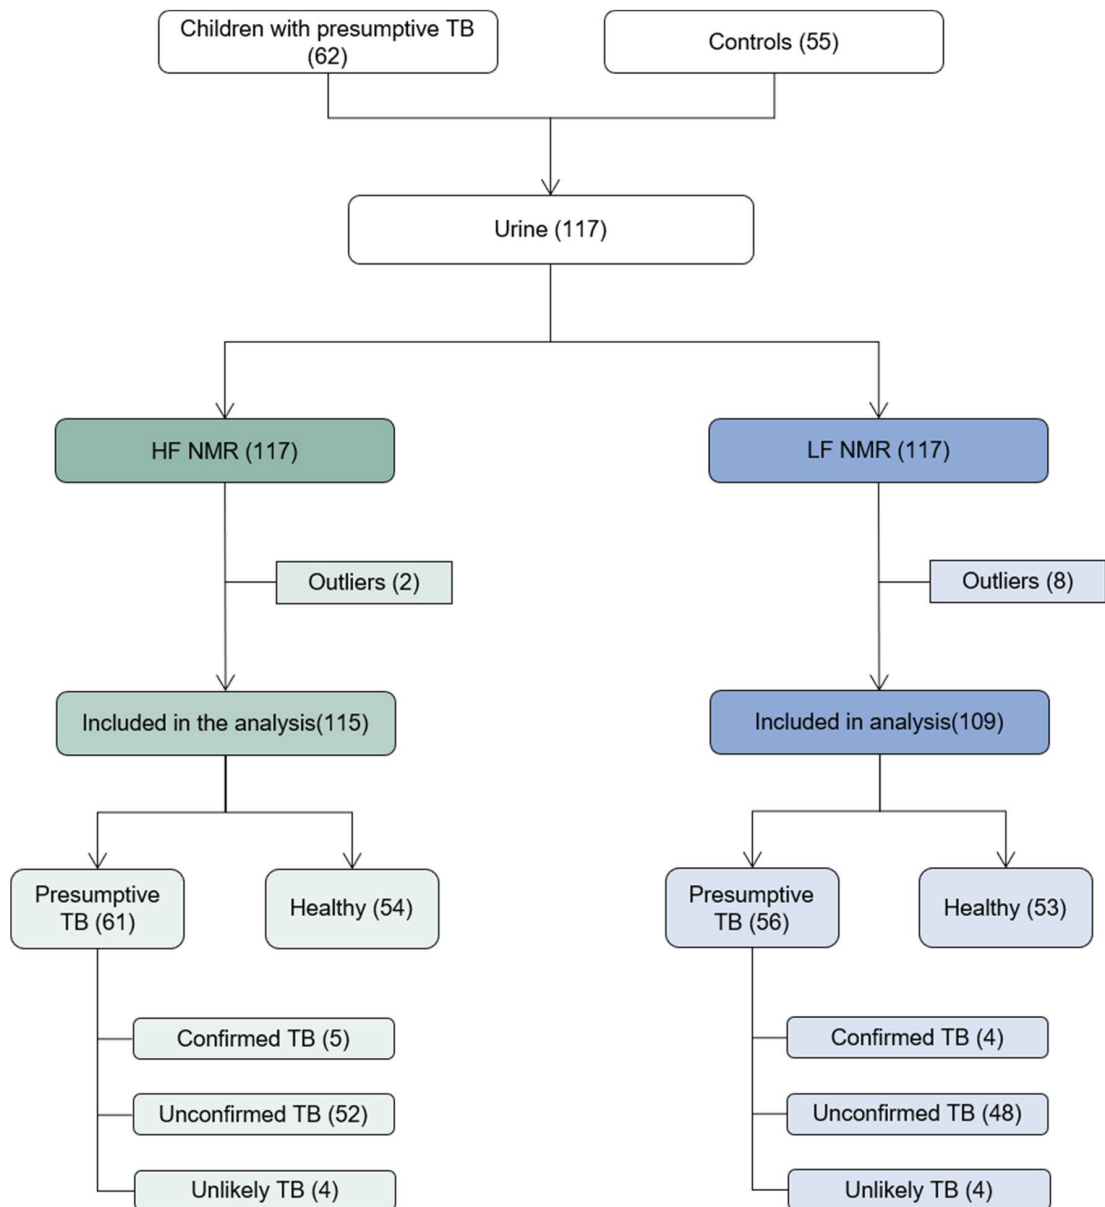 Children with presumptive TB
(62)
Controls (55)
Urine (117)
HF NMR (117)
LF NMR (117)
Outliers (2)
Outliers (8)
Included in the analysis(115)
Included in analysis(109)
Presumptive
TB (61)
Healthy (54)
Presumptive
TB (56)
Healthy (53)
Confirmed TB (5)
Confirmed TB (4)
Unconfirmed TB (52)
Unconfirmed TB (48)
Unlikely TB (4)
Unlikely TB (4)